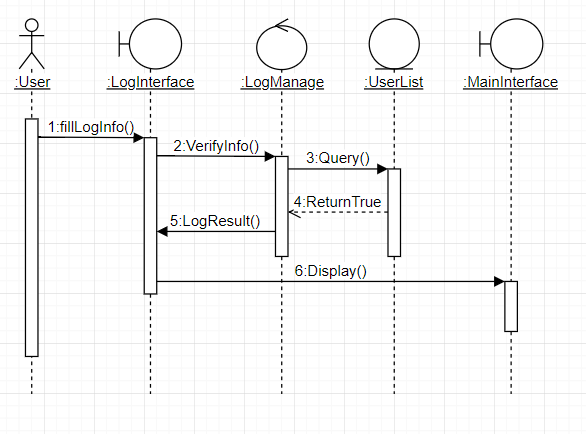 :User
:LogInterface
:LogManage
:UserList
:MainInterface
1:fillLogInfo()
2:VerifyInfo()
3:Query()
4:ReturnTrue
5:LogResult()
6:Display()